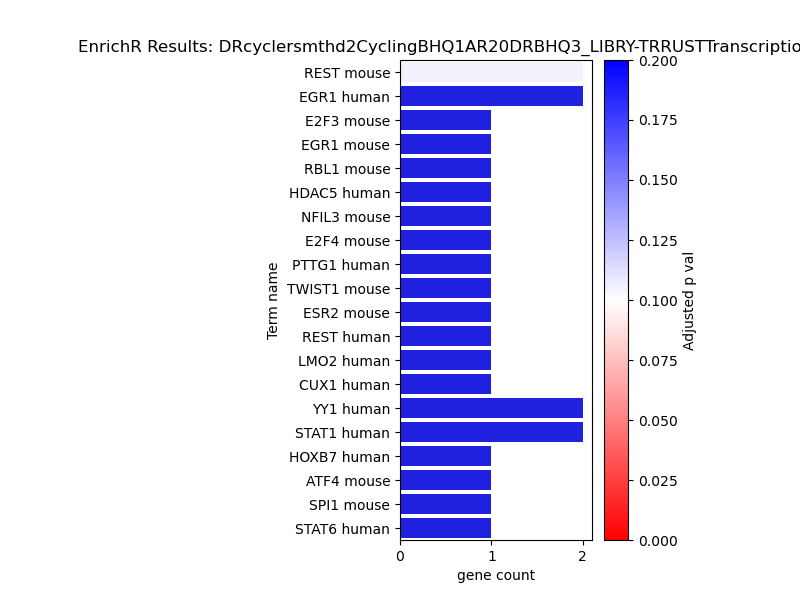 EnrichR Results: DRcyclersmthd2CyclingBHQ1AR20DRBHQ3_LIBRY-TRRUSTTranscriptio
REST mouse
EGR1 human
E2F3 mouse
EGR1 mouse
RBL1 mouse
HDAC5 human
NFIL3 mouse
E2F4 mouse
PTTG1 human
TWIST1 mouse
ESR2 mouse
REST human
LMO2 human
CUX1 human
YY1 human
STAT1 human
HOXB7 human
ATF4 mouse
SPI1 mouse
STAT6 human
Term name
0 1 2
gene count
0.200
0.175
0.150
0.125
0.100
0.075
0.050
0.025
0.000
Adjusted p val